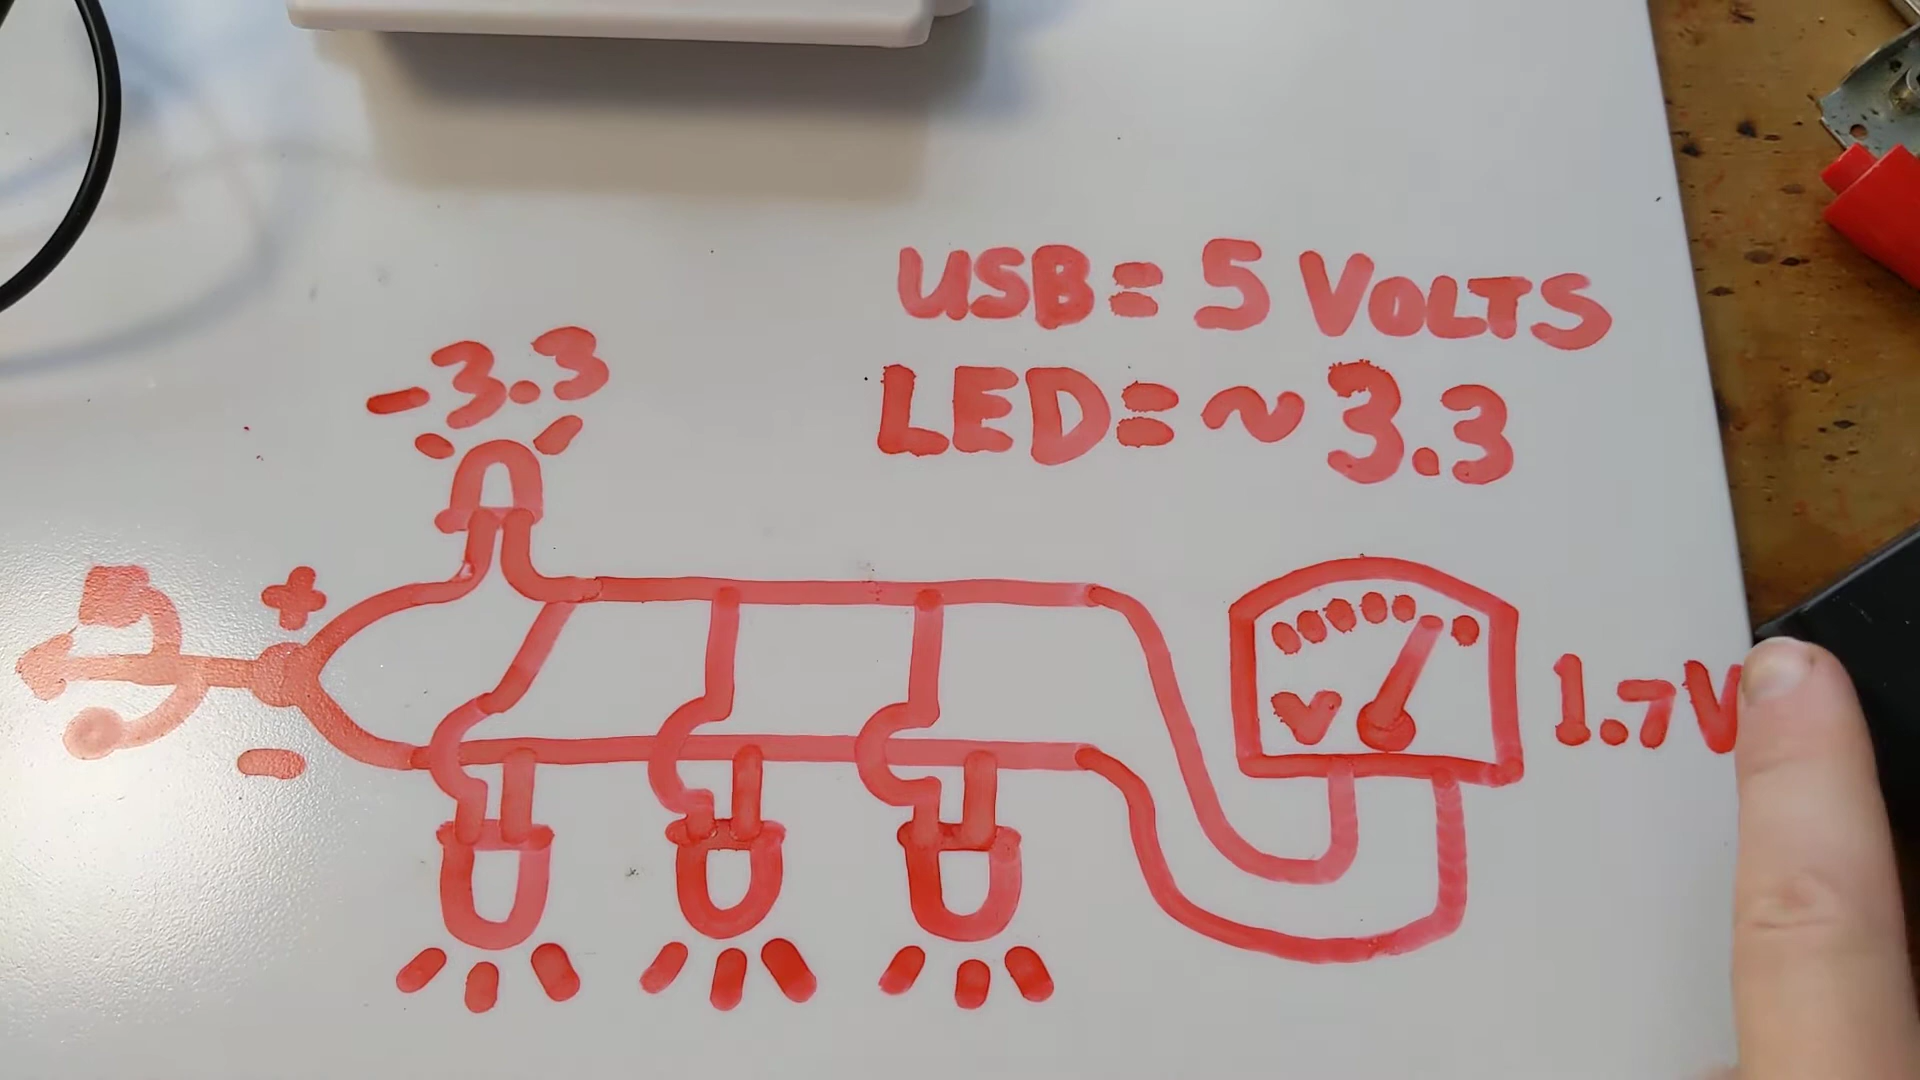 USB = 5 VOLTS
LED = ~3.3
-3.3
+
-
V
1.7V